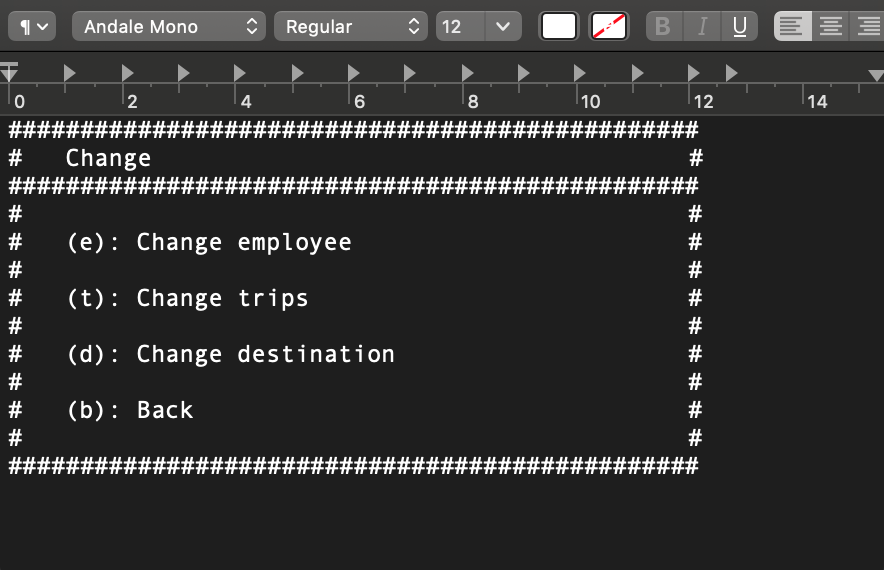 ¶ Andale Mono Regular 12 B I U
0 2 4 6 8 10 12 14
################################################
#   Change                                     #
################################################
#                                              #
#   (e): Change employee                       #
#                                              #
#   (t): Change trips                          #
#                                              #
#   (d): Change destination                    #
#                                              #
#   (b): Back                                  #
#                                              #
################################################